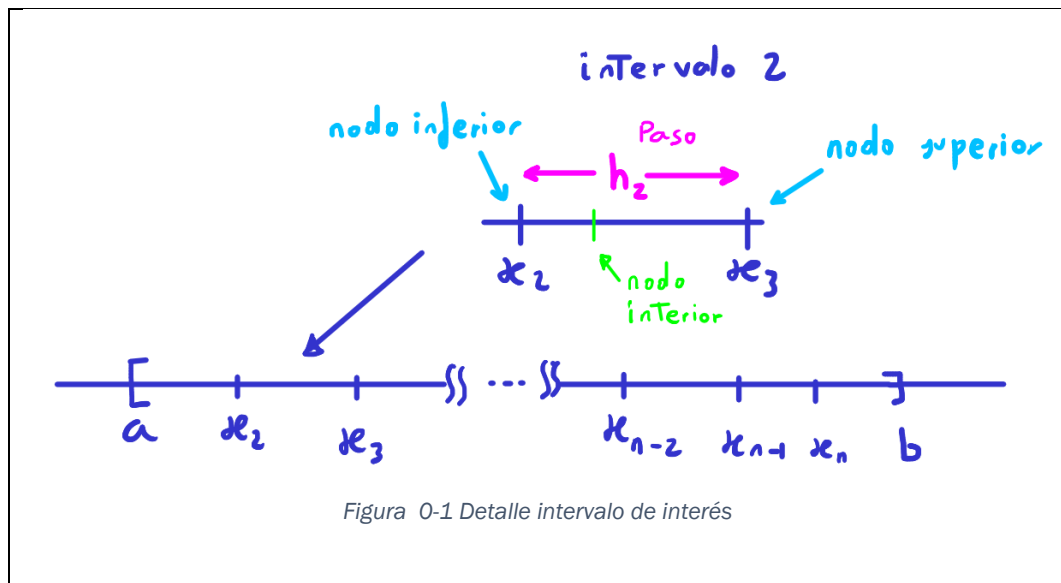 intervalo 2
nodo inferior
Paso
nodo superior
h₂
x₂
x₃
nodo
interior
a
x₂
x₃
...
xₙ₋₂
xₙ₋₁
xₙ
b
Figura 0-1 Detalle intervalo de interés